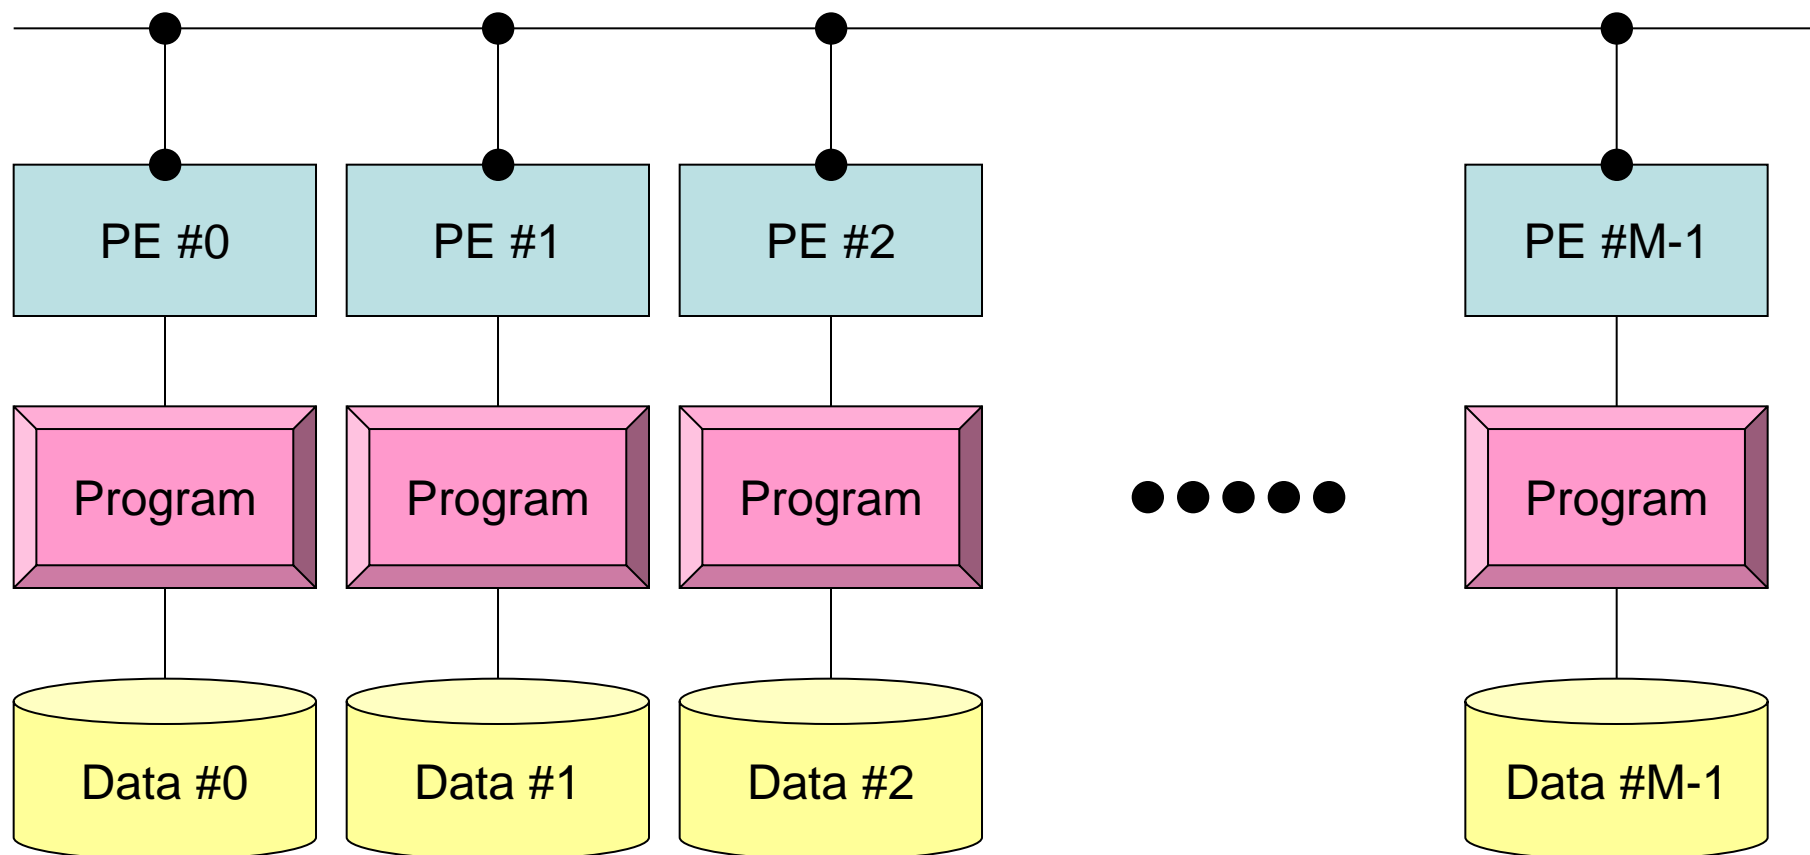 PE #0
PE #1
PE #2
PE #M-1
Program
Program
Program
Program
Data #0
Data #1
Data #2
Data #M-1